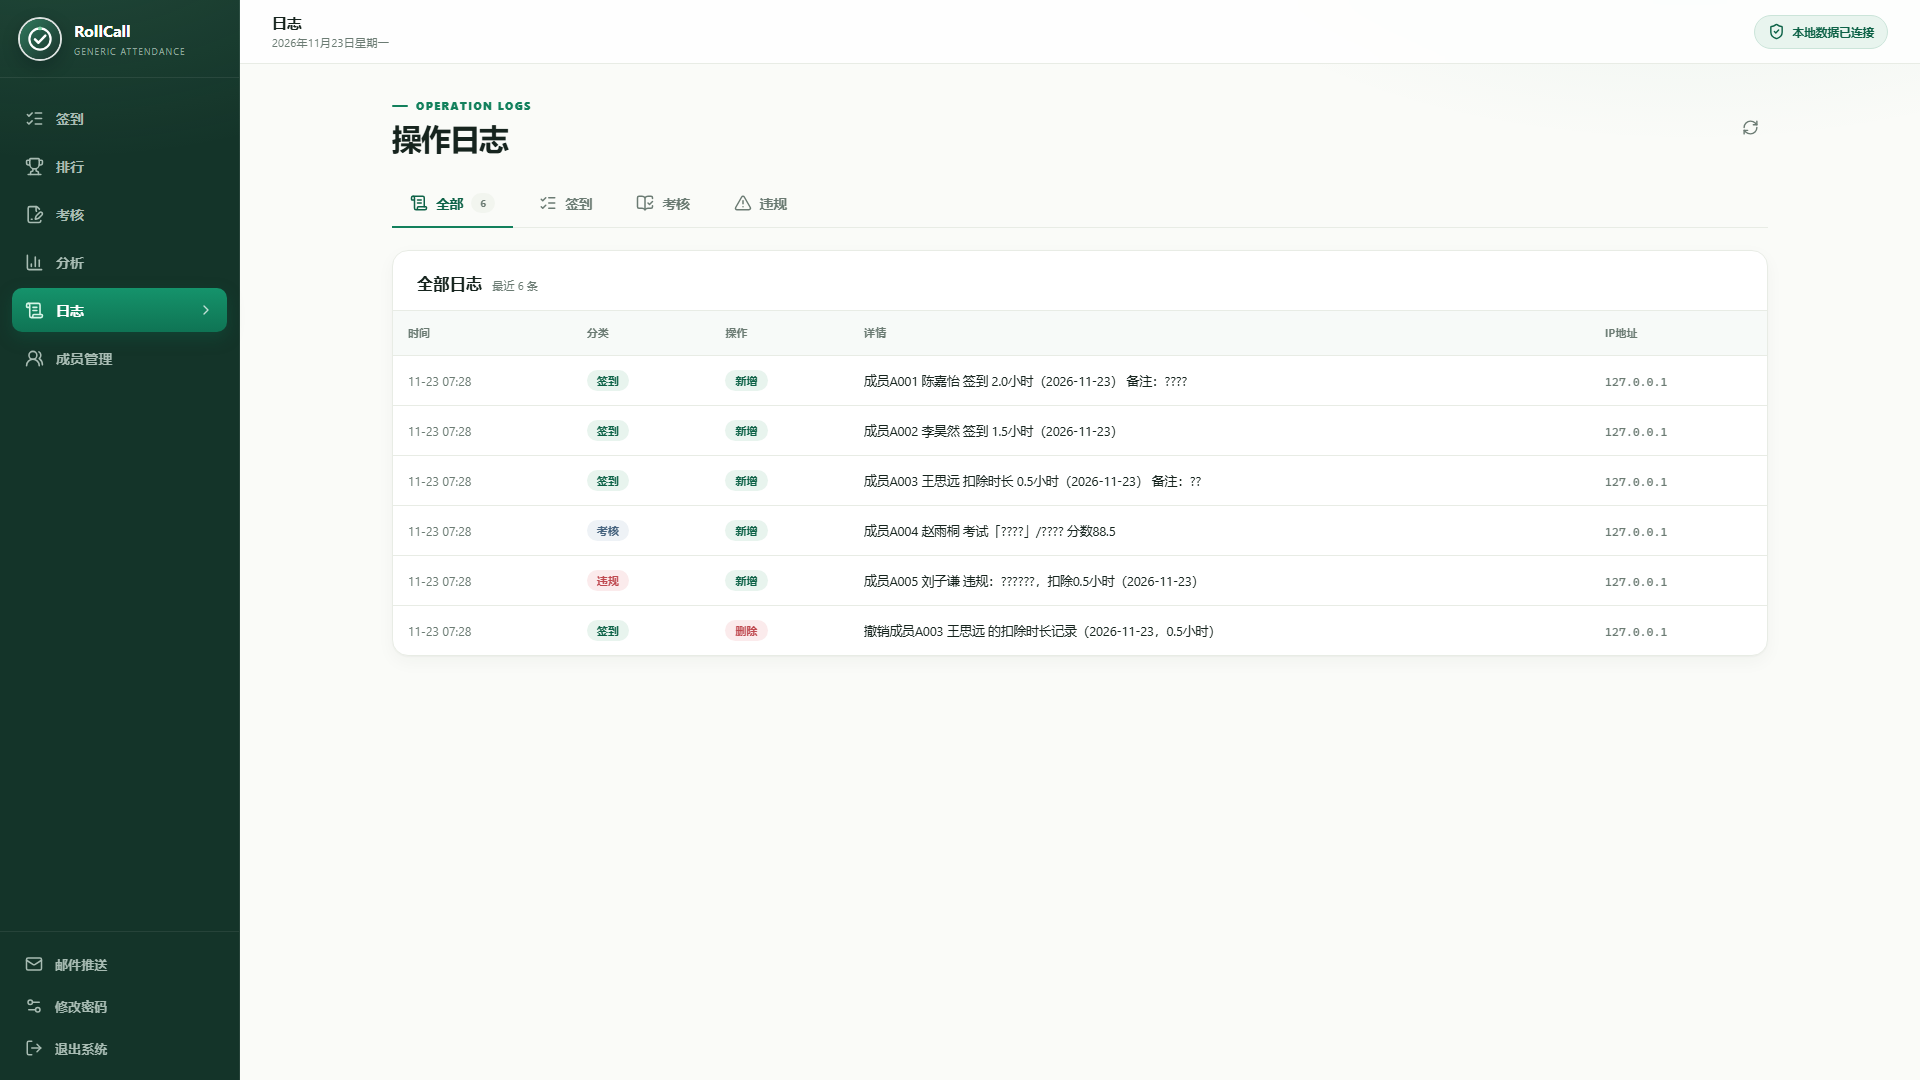 RollCall
GENERIC ATTENDANCE
签到
排行
考核
分析
日志
成员管理
邮件推送
修改密码
退出系统
日志
2026年11月23日星期一
本地数据已连接
OPERATION LOGS
操作日志
全部 6 签到 考核 违规
全部日志 最近 6 条
时间 分类 操作 详情 IP地址
11-23 07:28 签到 新增 成员A001 陈嘉怡 签到 2.0小时（2026-11-23） 备注：???? 127.0.0.1
11-23 07:28 签到 新增 成员A002 李昊然 签到 1.5小时（2026-11-23） 127.0.0.1
11-23 07:28 签到 新增 成员A003 王思远 扣除时长 0.5小时（2026-11-23） 备注：?? 127.0.0.1
11-23 07:28 考核 新增 成员A004 赵雨桐 考试「????」/???? 分数88.5 127.0.0.1
11-23 07:28 违规 新增 成员A005 刘子谦 违规：??????，扣除0.5小时（2026-11-23） 127.0.0.1
11-23 07:28 签到 删除 撤销成员A003 王思远 的扣除时长记录（2026-11-23，0.5小时） 127.0.0.1